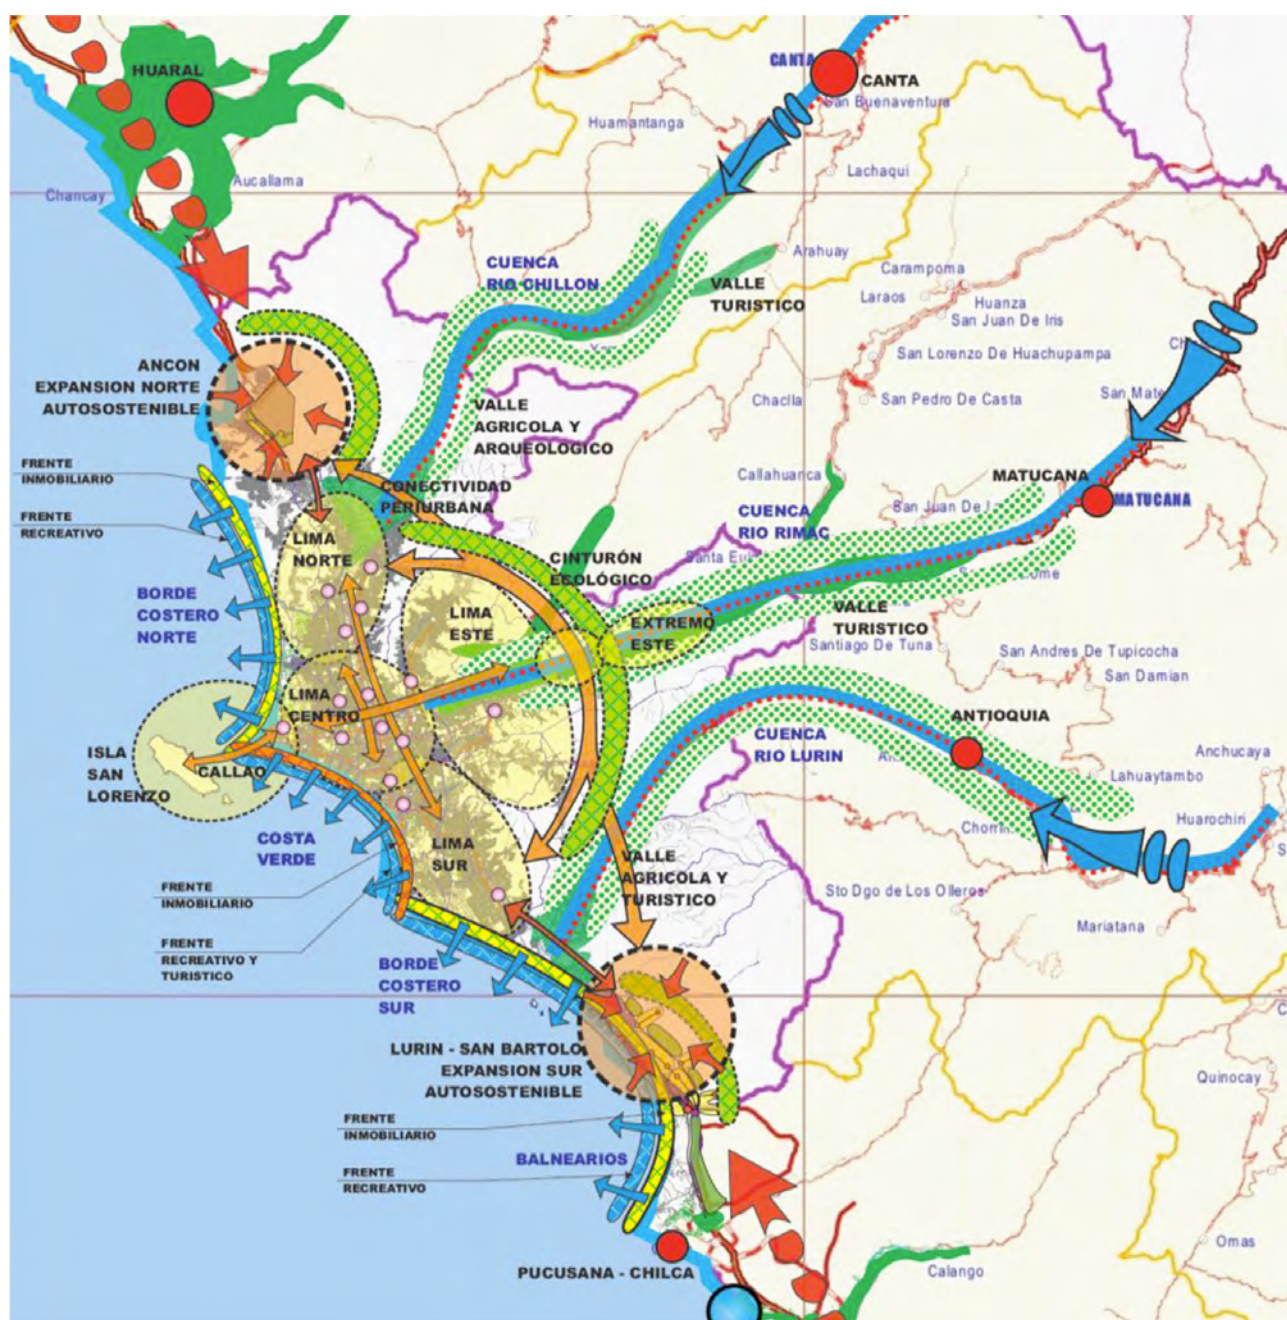 HUARAL
Chancay
Aucallama
CANTA
CANTA
San Buenaventura
Huamantanga
Lachaqui
Arahuay
CUENCA
RIO CHILLON
VALLE
TURISTICO
Carampoma
Laraos
Huanza
San Juan De Iris
San Lorenzo De Huachupampa
San Pedro De Casta
Chaclla
San Mate
ANCON
EXPANSION NORTE
AUTOSOSTENIBLE
VALLE
AGRICOLA Y
ARQUEOLOGICO
FRENTE
INMOBILIARIO
FRENTE
RECREATIVO
CONECTIVIDAD
PERIURBANA
Callahuanca
MATUCANA
MATUCANA
San Juan De
CUENCA
RIO RIMAC
LIMA
NORTE
CINTURÓN
ECOLÓGICO
Santa Eul
BORDE
COSTERO
NORTE
LIMA
ESTE
EXTREMO
ESTE
VALLE
TURISTICO
Santiago De Tuna
San Andres De Tupicocha
San Damian
LIMA
CENTRO
ANTIOQUIA
CUENCA
RIO LURIN
ISLA
SAN
LORENZO
CALLAO
Anchucaya
Lahuaytambo
Huarochiri
COSTA
VERDE
LIMA
SUR
VALLE
AGRICOLA Y
TURISTICO
FRENTE
INMOBILIARIO
Sto Dgo de Los Olleros
Mariatana
FRENTE
RECREATIVO Y
TURISTICO
BORDE
COSTERO
SUR
LURIN - SAN BARTOLO
EXPANSION SUR
AUTOSOSTENIBLE
Quinocay
FRENTE
INMOBILIARIO
BALNEARIOS
FRENTE
RECREATIVO
Omas
PUCUSANA - CHILCA
Calango